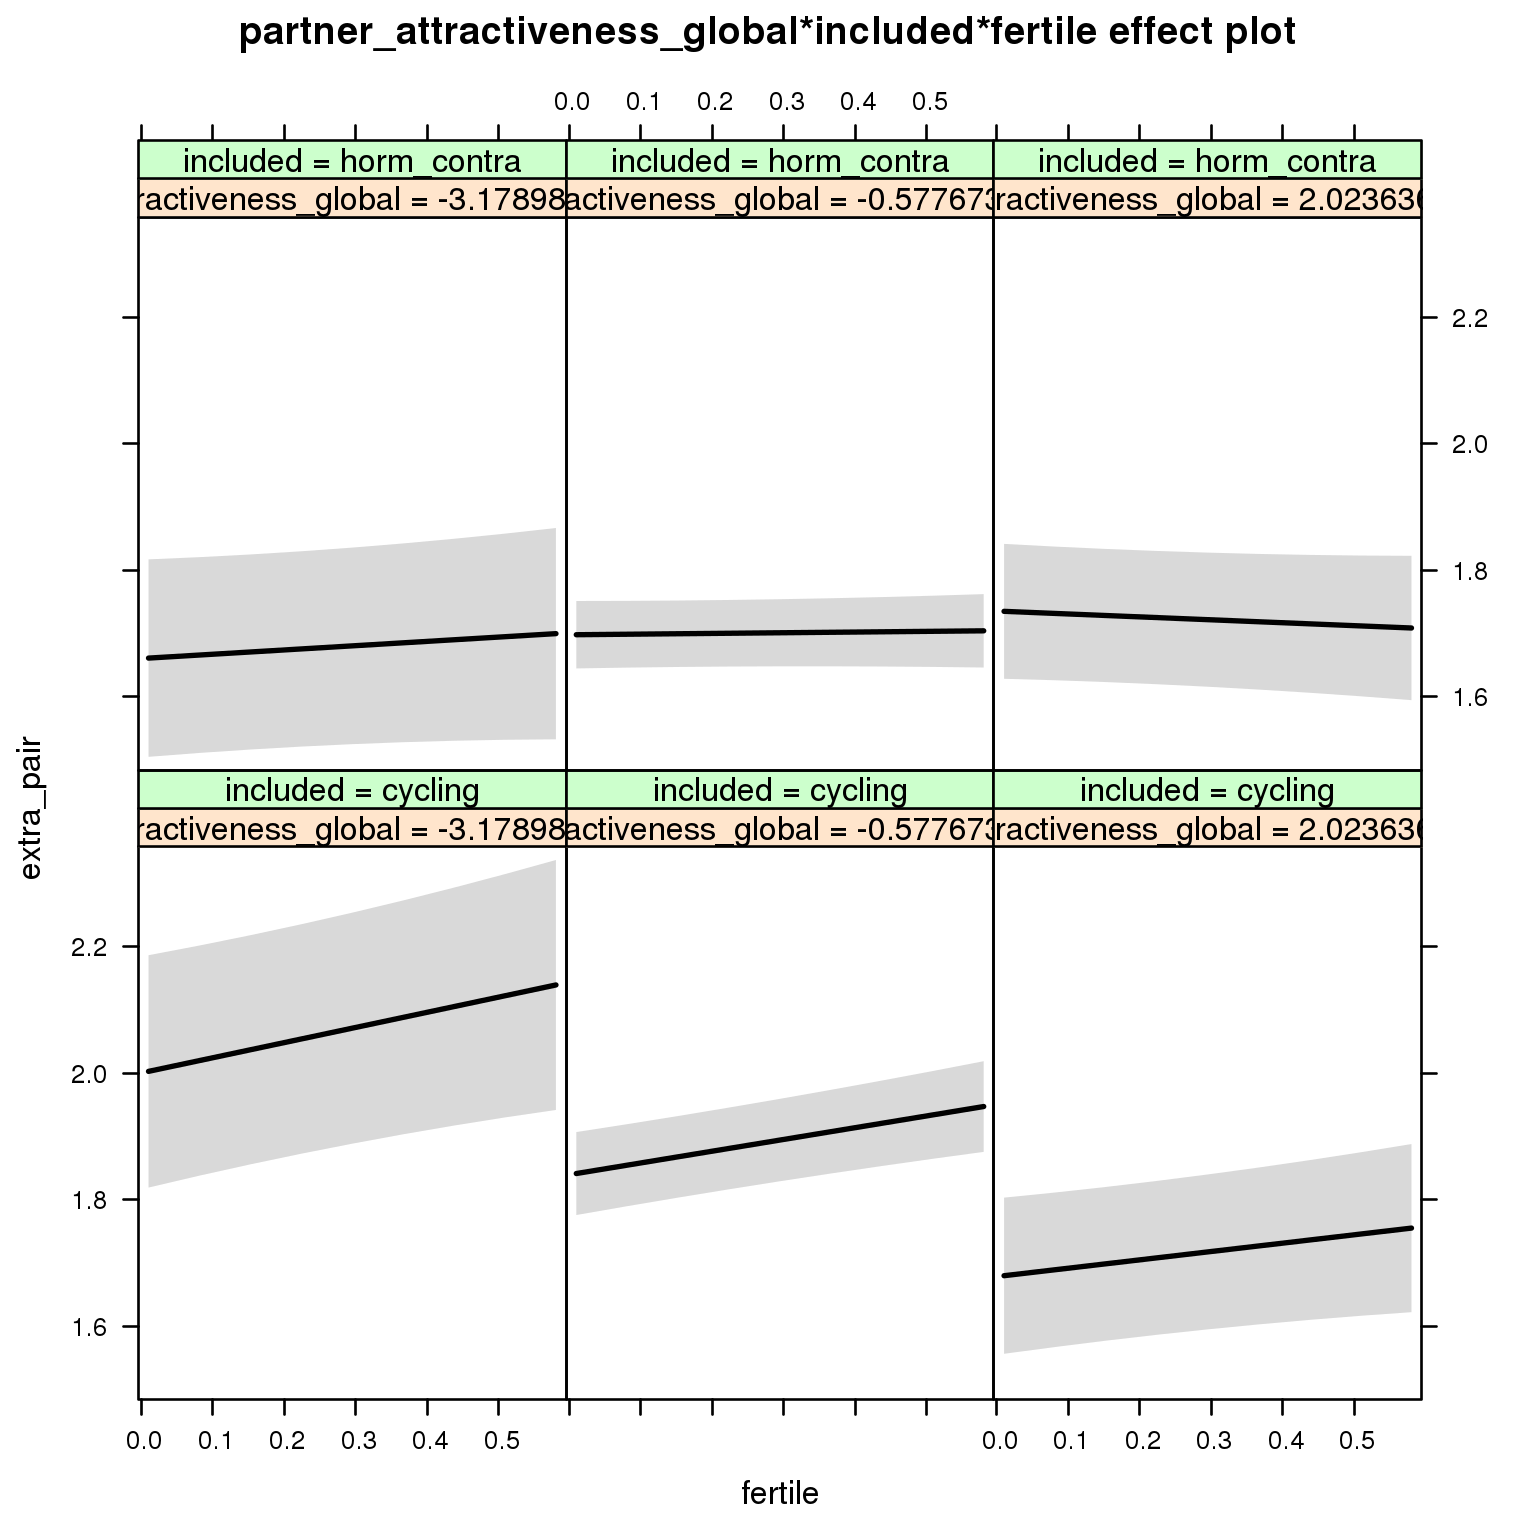 partner_attractiveness_global*included*fertile effect plot
0.0 0.1 0.2 0.3 0.4 0.5
included = horm_contra included = horm_contra included = horm_contra
ractiveness_global = -3.17898 activeness_global = -0.577673 ractiveness_global = 2.023636
2.2
2.0
1.8
1.6
extra_pair
included = cycling included = cycling included = cycling
ractiveness_global = -3.17898 activeness_global = -0.577673 ractiveness_global = 2.023636
2.2
2.0
1.8
1.6
0.0 0.1 0.2 0.3 0.4 0.5 0.0 0.1 0.2 0.3 0.4 0.5
fertile